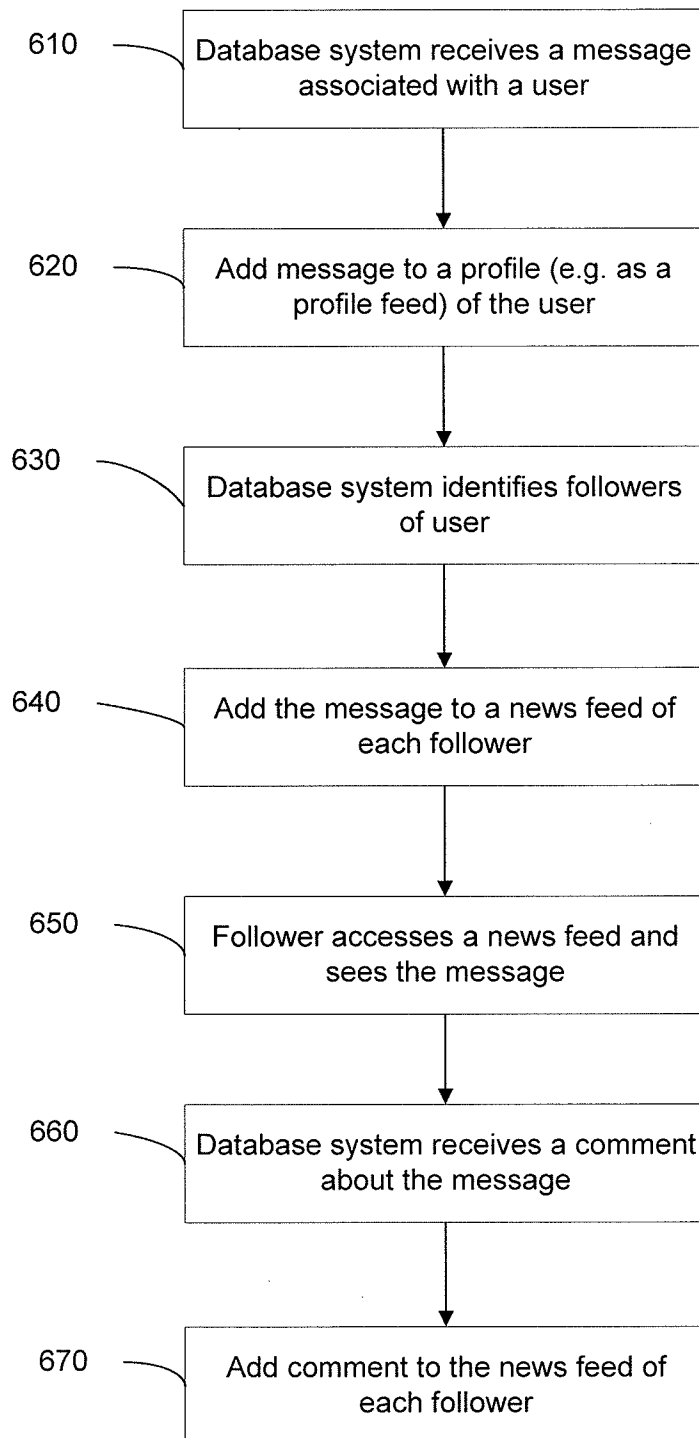 610
Database system receives a message
associated with a user
620
Add message to a profile (e.g. as a
profile feed) of the user
630
Database system identifies followers
of user
640
Add the message to a news feed of
each follower
650
Follower accesses a news feed and
sees the message
660
Database system receives a comment
about the message
670
Add comment to the news feed of
each follower